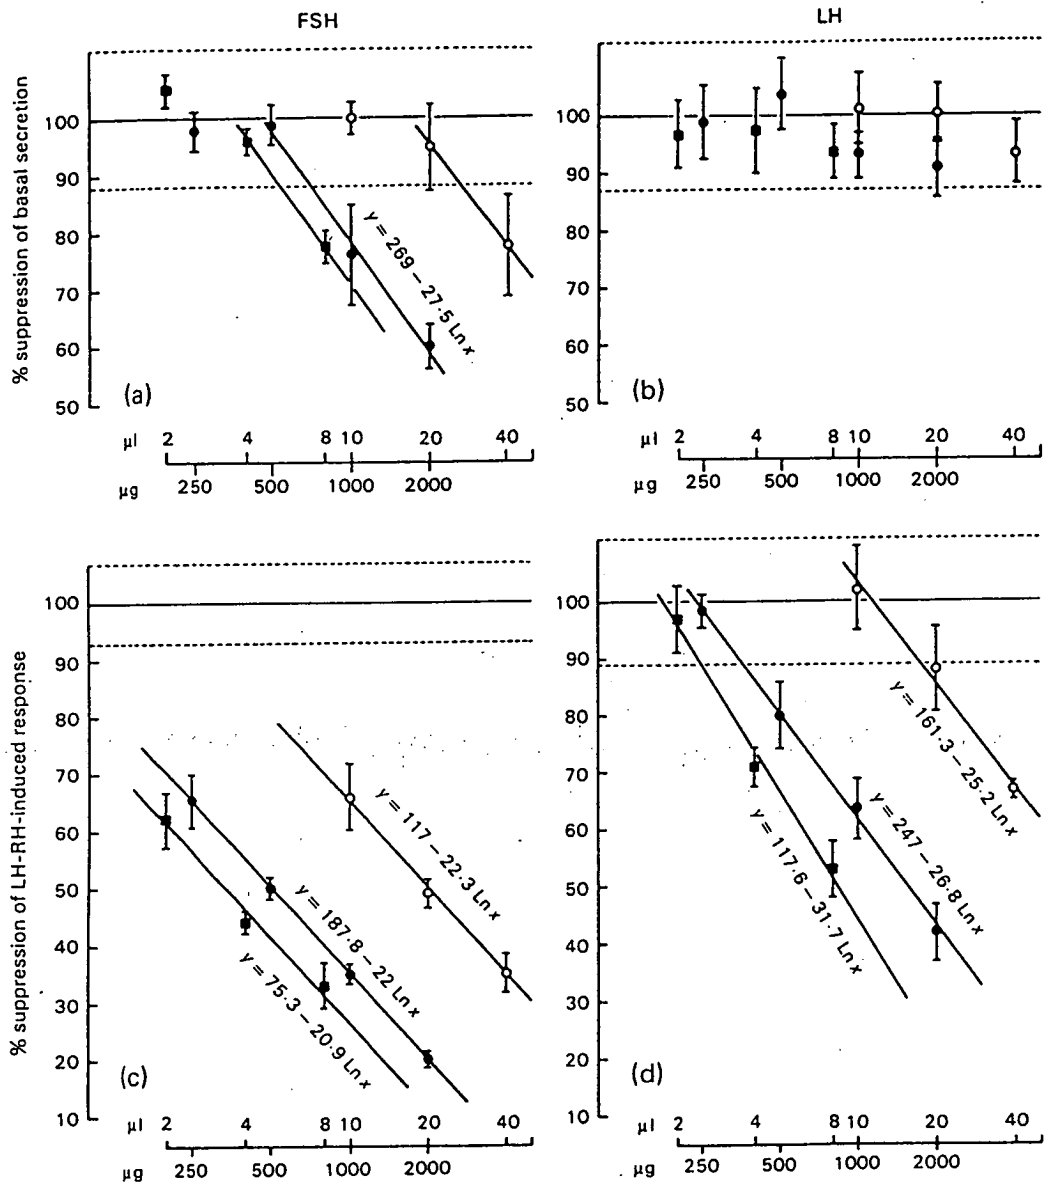 FSH
LH
% suppression of basal secretion
100
90
80
70
60
50
y = 269 − 27·5 Ln x
(a)
μl 2 4 8 10 20 40
μg 250 500 1000 2000
100
90
80
70
60
50
(b)
μl 2 4 8 10 20 40
μg 250 500 1000 2000
% suppression of LH-RH-induced response
100
90
80
70
60
50
40
30
20
10
y = 117 − 22·3 Ln x
y = 187·8 − 22 Ln x
y = 75·3 − 20·9 Ln x
(c)
μl 2 4 8 10 20 40
μg 250 500 1000 2000
100
90
80
70
60
50
40
30
20
10
y = 161·3 − 25·2 Ln x
y = 247 − 26·8 Ln x
y = 117·6 − 31·7 Ln x
(d)
μl 2 4 8 10 20 40
μg 250 500 1000 2000